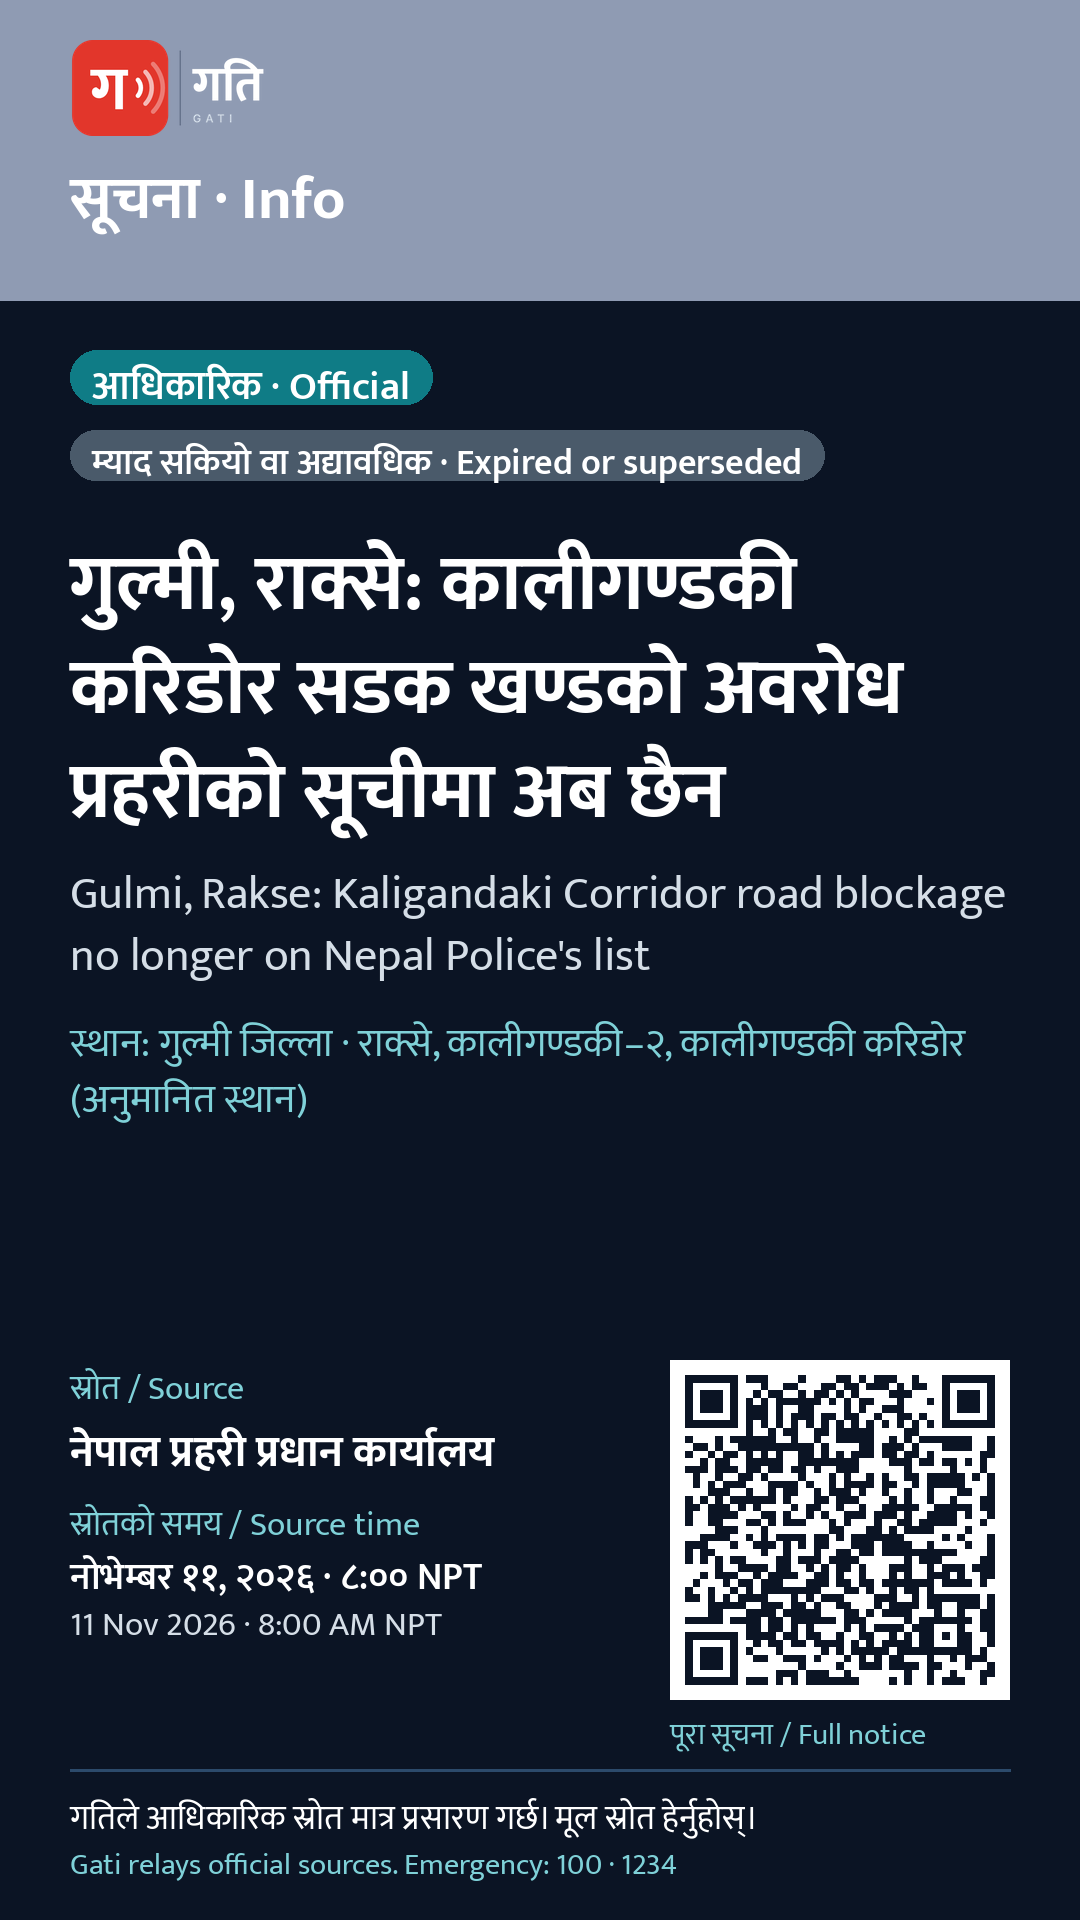 ग
गति
GATI
सूचना · Info
आधिकारिक · Official
म्याद सकियो वा अद्यावधिक · Expired or superseded
गुल्मी, राक्से: कालीगण्डकी
करिडोर सडक खण्डको अवरोध
प्रहरीको सूचीमा अब छैन
Gulmi, Rakse: Kaligandaki Corridor road blockage
no longer on Nepal Police's list
स्थान: गुल्मी जिल्ला · राक्से, कालीगण्डकी–२, कालीगण्डकी करिडोर
(अनुमानित स्थान)
स्रोत / Source
नेपाल प्रहरी प्रधान कार्यालय
स्रोतको समय / Source time
नोभेम्बर ११, २०२६ · ८:०० NPT
11 Nov 2026 · 8:00 AM NPT
पूरा सूचना / Full notice
गतिले आधिकारिक स्रोत मात्र प्रसारण गर्छ। मूल स्रोत हेर्नुहोस्।
Gati relays official sources. Emergency: 100 · 1234